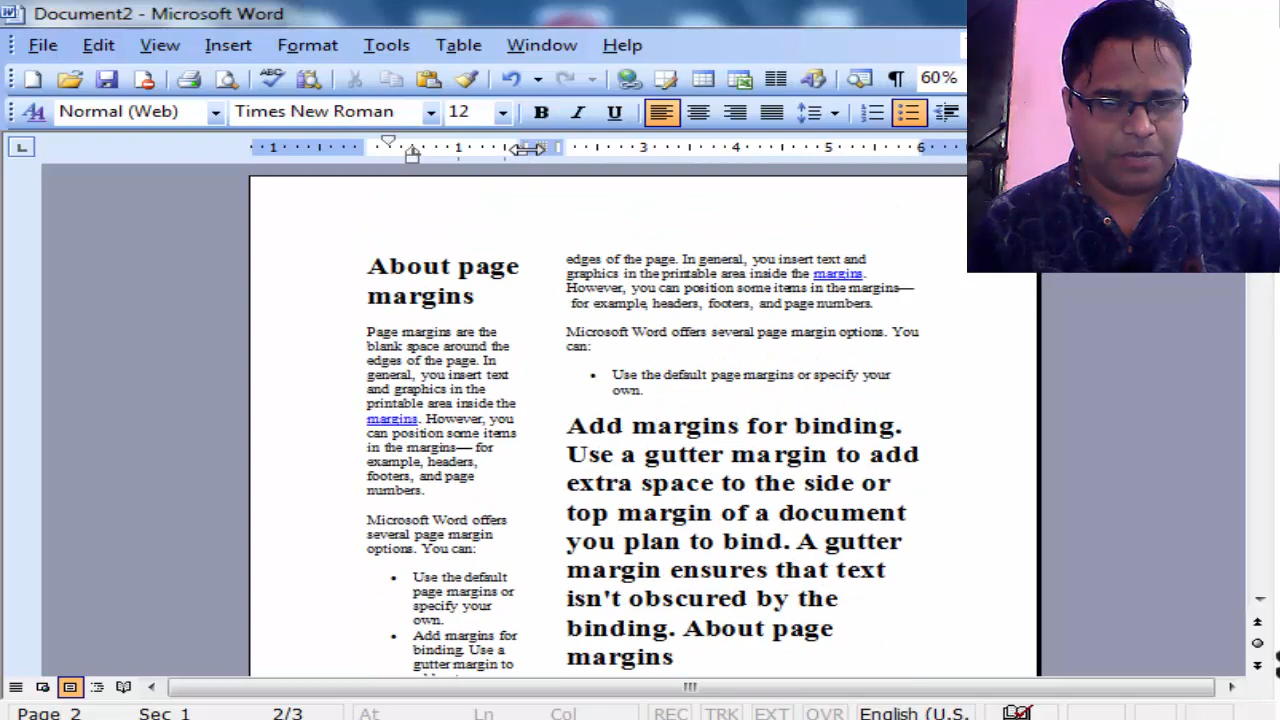 Document2 - Microsoft Word
File Edit View Insert Format Tools Table Window Help
60%
Normal (Web) Times New Roman 12 B I U
1 1 3 4 5 6
About page
margins
Page margins are the
blank space around the
edges of the page. In
general, you insert text
and graphics in the
printable area inside the
margins. However, you
can position some items
in the margins— for
example, headers,
footers, and page
numbers.
Microsoft Word offers
several page margin
options. You can:
• Use the default
page margins or
specify your
own.
• Add margins for
binding. Use a
gutter margin to
edges of the page. In general, you insert text and
graphics in the printable area inside the margins.
However, you can position some items in the margins—
for example, headers, footers, and page numbers.
Microsoft Word offers several page margin options. You
can:
• Use the default page margins or specify your
own.
Add margins for binding.
Use a gutter margin to add
extra space to the side or
top margin of a document
you plan to bind. A gutter
margin ensures that text
isn't obscured by the
binding. About page
margins
Page 2 Sec 1 2/3 At Ln Col REC TRK EXT OVR English (U.S.